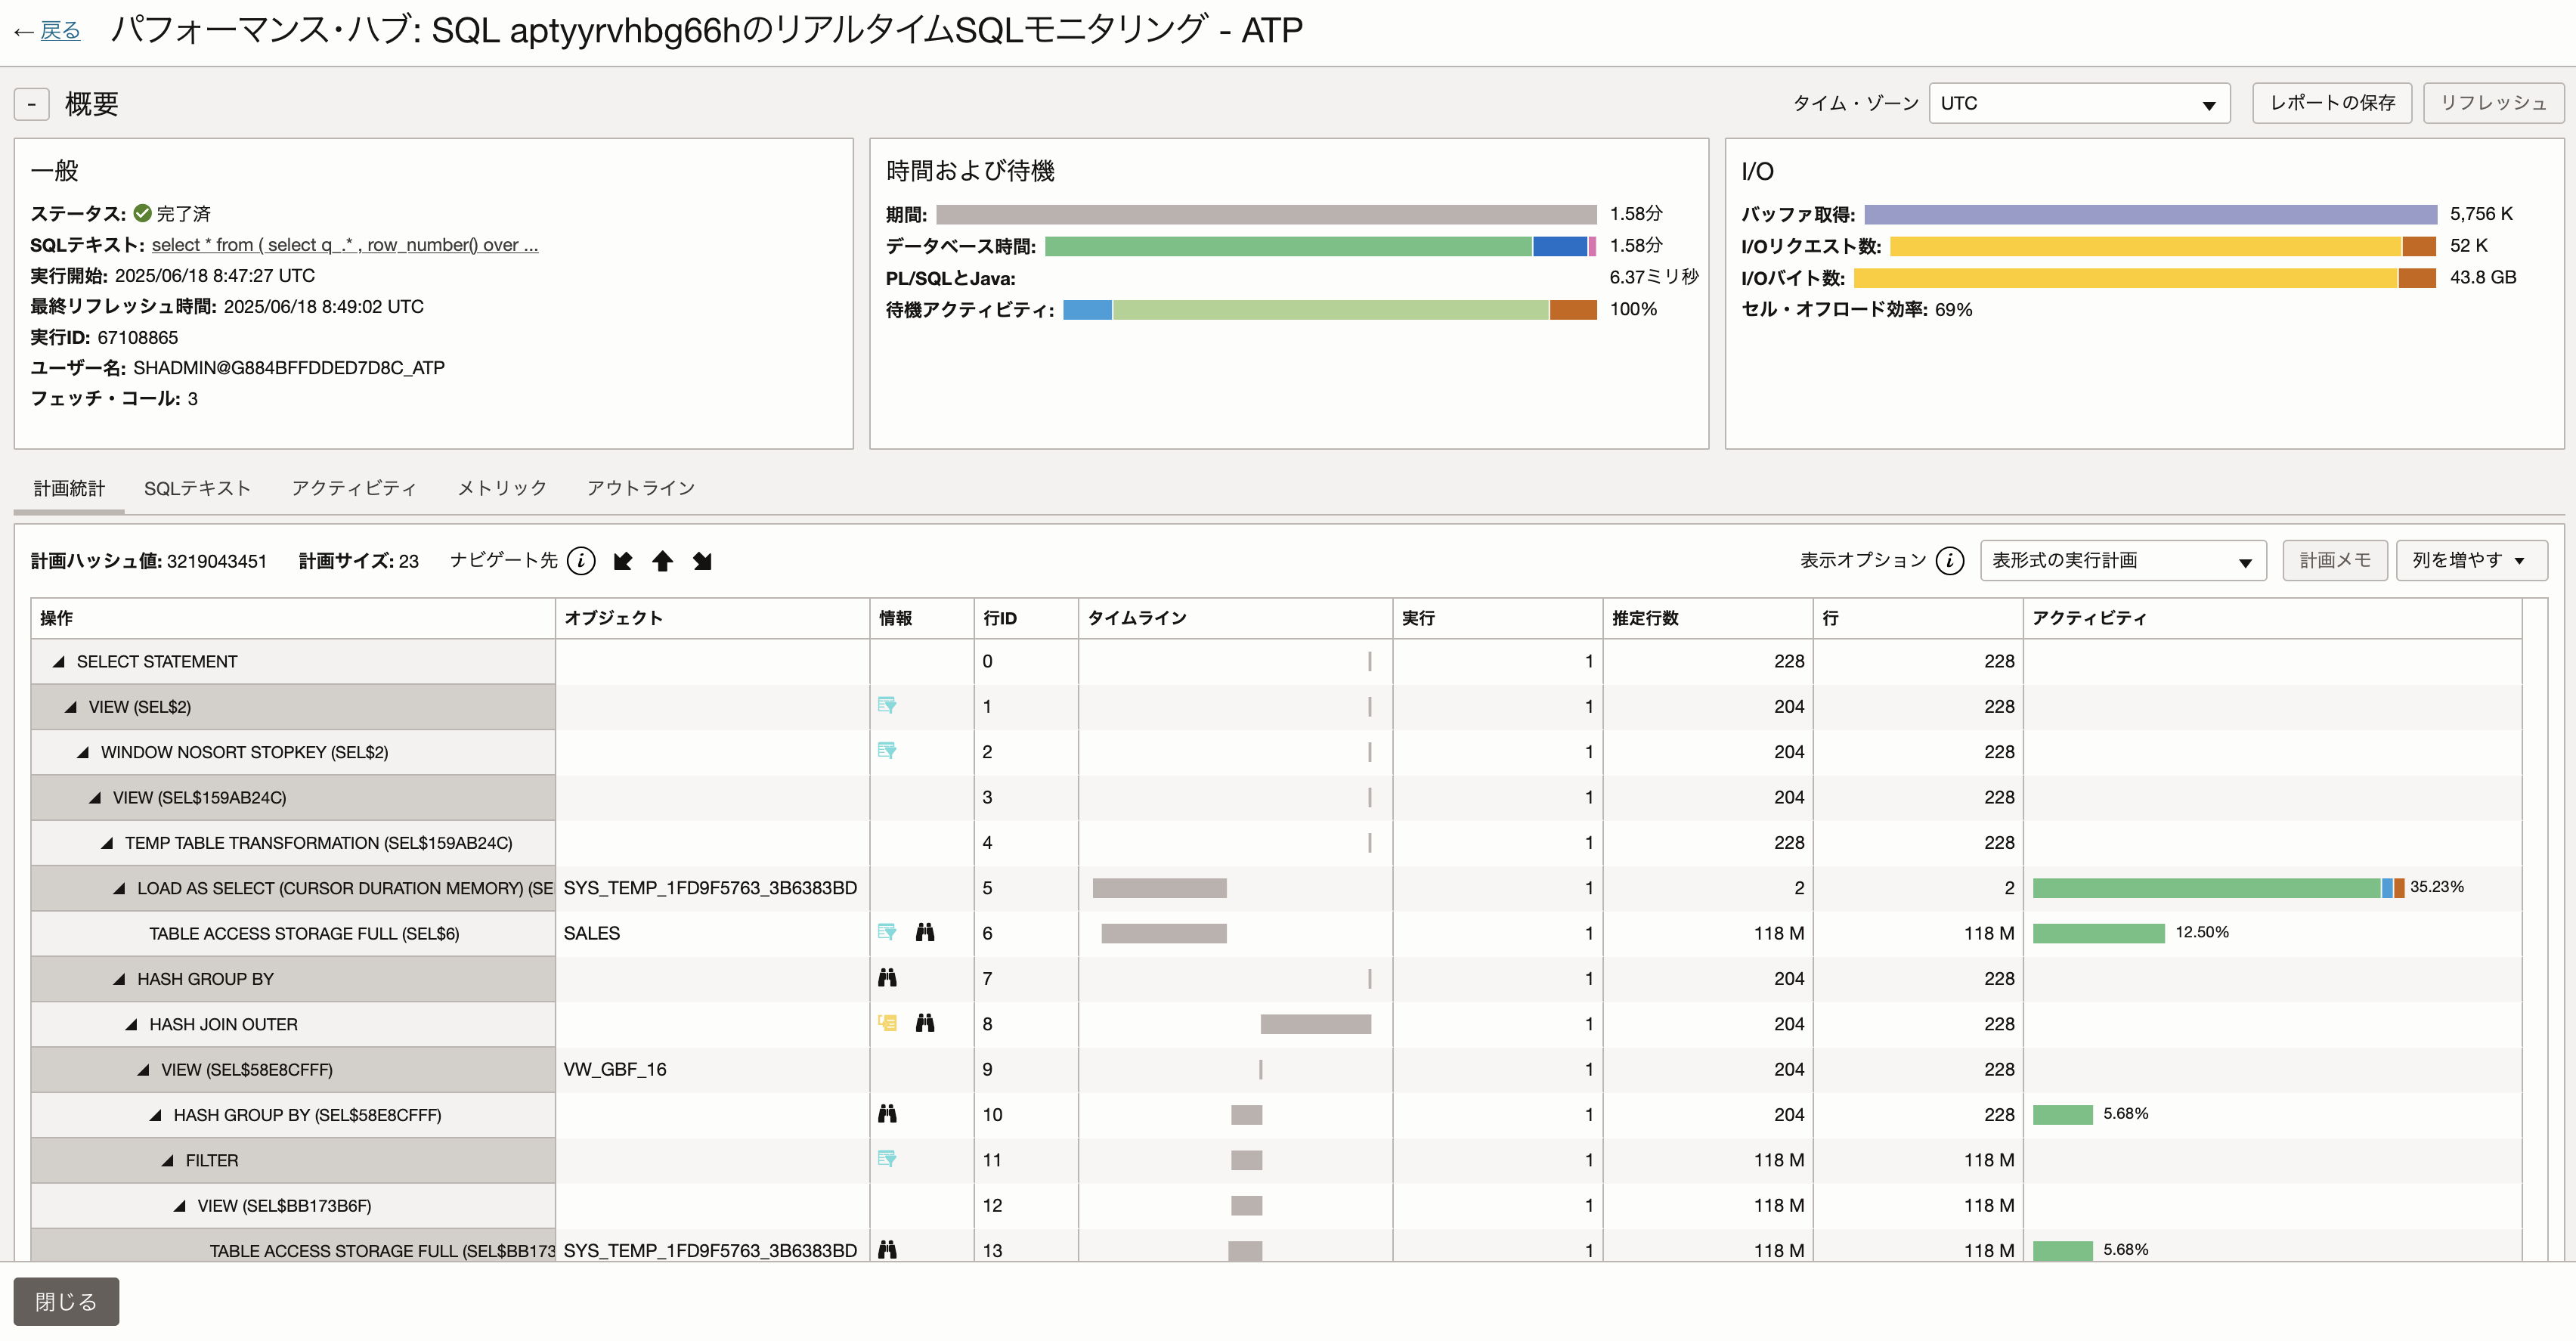 ← 戻る パフォーマンス・ハブ: SQL aptyyrvhbg66hのリアルタイムSQLモニタリング - ATP
- 概要 タイム・ゾーン UTC レポートの保存 リフレッシュ
一般
ステータス: 完了済
SQLテキスト: select * from ( select q_.* , row_number() over ...
実行開始: 2025/06/18 8:47:27 UTC
最終リフレッシュ時間: 2025/06/18 8:49:02 UTC
実行ID: 67108865
ユーザー名: SHADMIN@G884BFFDDED7D8C_ATP
フェッチ・コール: 3
時間および待機
期間: 1.58分
データベース時間: 1.58分
PL/SQLとJava: 6.37ミリ秒
待機アクティビティ: 100%
I/O
バッファ取得: 5,756 K
I/Oリクエスト数: 52 K
I/Oバイト数: 43.8 GB
セル・オフロード効率: 69%
計画統計 SQLテキスト アクティビティ メトリック アウトライン
計画ハッシュ値: 3219043451 計画サイズ: 23 ナビゲート先 i 表示オプション i 表形式の実行計画 計画メモ 列を増やす
操作 オブジェクト 情報 行ID タイムライン 実行 推定行数 行 アクティビティ
SELECT STATEMENT 0 1 228 228
VIEW (SEL$2) 1 1 204 228
WINDOW NOSORT STOPKEY (SEL$2) 2 1 204 228
VIEW (SEL$159AB24C) 3 1 204 228
TEMP TABLE TRANSFORMATION (SEL$159AB24C) 4 1 228 228
LOAD AS SELECT (CURSOR DURATION MEMORY) (SE SYS_TEMP_1FD9F5763_3B6383BD 5 1 2 2 35.23%
TABLE ACCESS STORAGE FULL (SEL$6) SALES 6 1 118 M 118 M 12.50%
HASH GROUP BY 7 1 204 228
HASH JOIN OUTER 8 1 204 228
VIEW (SEL$58E8CFFF) VW_GBF_16 9 1 204 228
HASH GROUP BY (SEL$58E8CFFF) 10 1 204 228 5.68%
FILTER 11 1 118 M 118 M
VIEW (SEL$BB173B6F) 12 1 118 M 118 M
TABLE ACCESS STORAGE FULL (SEL$BB173 SYS_TEMP_1FD9F5763_3B6383BD 13 1 118 M 118 M 5.68%
閉じる